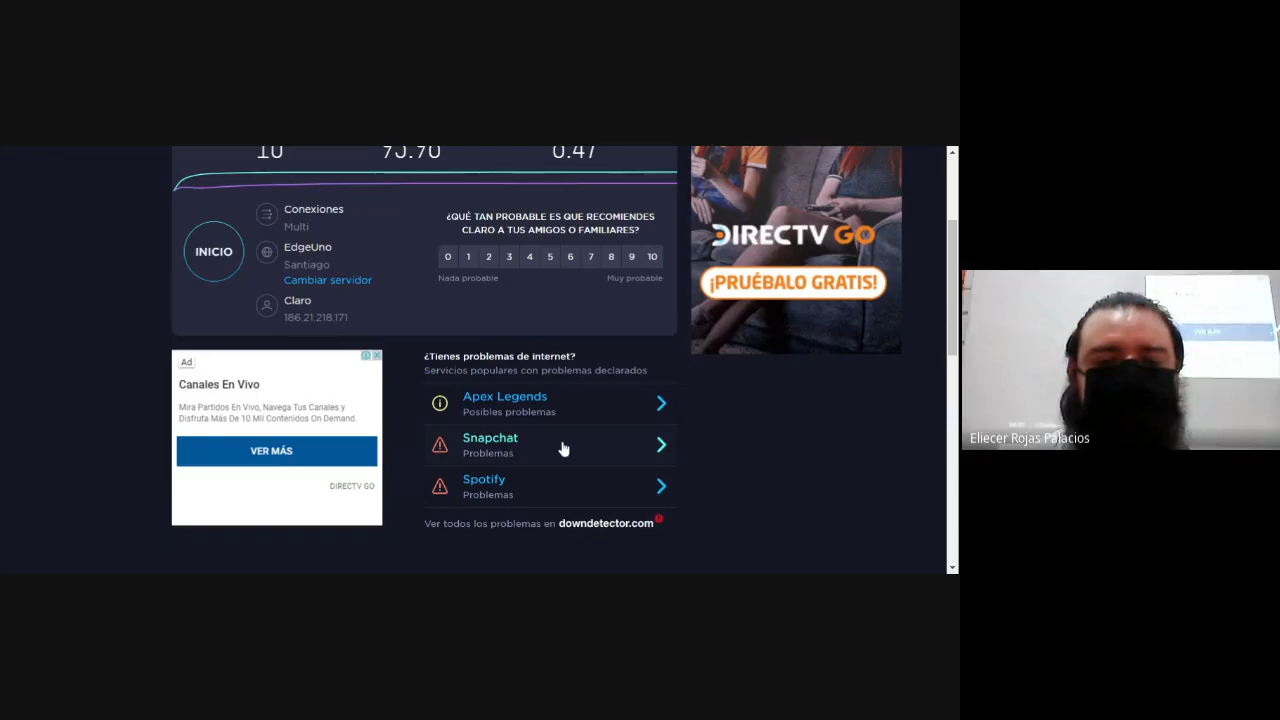 Conexiones
Multi
EdgeUno
Santiago
Cambiar servidor
Claro
186.21.218.171
INICIO
¿QUÉ TAN PROBABLE ES QUE RECOMIENDES
CLARO A TUS AMIGOS O FAMILIARES?
0 1 2 3 4 5 6 7 8 9 10
Nada probable Muy probable
DIRECTV GO
¡PRUÉBALO GRATIS!
Ad
Canales En Vivo
Mira Partidos En Vivo, Navega Tus Canales y
Disfruta Más De 10 Mil Contenidos On Demand.
VER MÁS
DIRECTV GO
¿Tienes problemas de internet?
Servicios populares con problemas declarados
Apex Legends
Posibles problemas
Snapchat
Problemas
Spotify
Problemas
Ver todos los problemas en downdetector.com
Eliecer Rojas Palacios